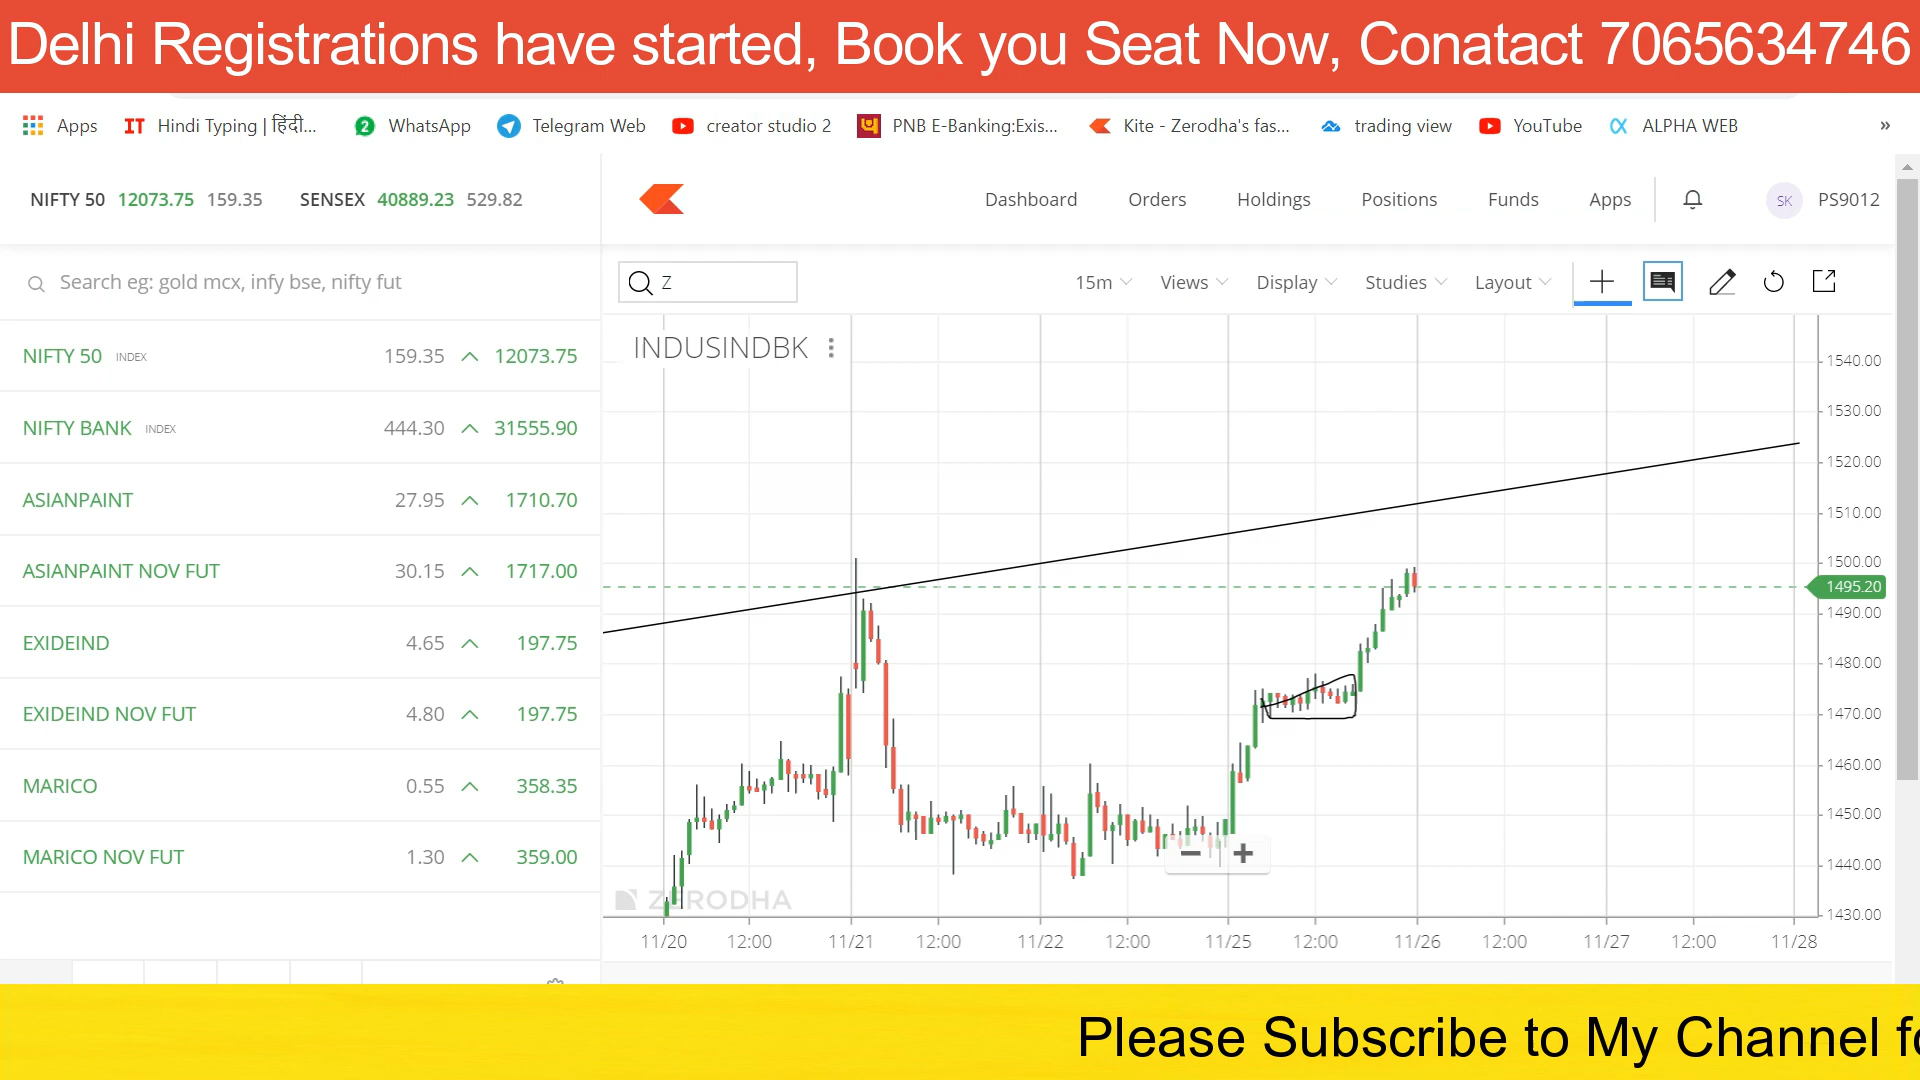 Delhi Registrations have started, Book you Seat Now, Conatact 7065634746
Apps IT Hindi Typing | हिंदी... 2 WhatsApp Telegram Web creator studio 2 PNB E-Banking:Exis... Kite - Zerodha's fas... trading view YouTube ALPHA WEB »
NIFTY 50 12073.75 159.35 SENSEX 40889.23 529.82
Dashboard Orders Holdings Positions Funds Apps SK PS9012
Search eg: gold mcx, infy bse, nifty fut
Z 15m Views Display Studies Layout
NIFTY 50 INDEX 159.35 12073.75
NIFTY BANK INDEX 444.30 31555.90
ASIANPAINT 27.95 1710.70
ASIANPAINT NOV FUT 30.15 1717.00
EXIDEIND 4.65 197.75
EXIDEIND NOV FUT 4.80 197.75
MARICO 0.55 358.35
MARICO NOV FUT 1.30 359.00
INDUSINDBK
1540.00
1530.00
1520.00
1510.00
1500.00
1495.20
1490.00
1480.00
1470.00
1460.00
1450.00
1440.00
1430.00
ZERODHA
11/20 12:00 11/21 12:00 11/22 12:00 11/25 12:00 11/26 12:00 11/27 12:00 11/28
Please Subscribe to My Channel fo